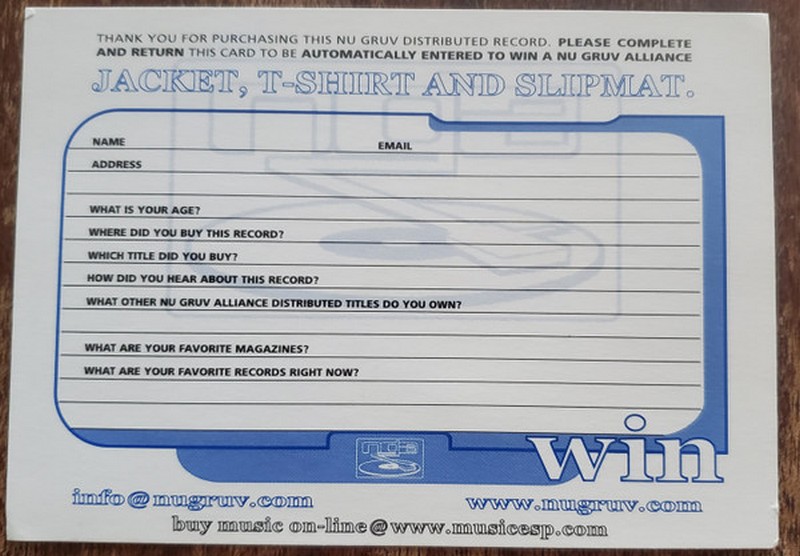 THANK YOU FOR PURCHASING THIS NU GRUV DISTRIBUTED RECORD. PLEASE COMPLETE
AND RETURN THIS CARD TO BE AUTOMATICALLY ENTERED TO WIN A NU GRUV ALLIANCE
JACKET, T-SHIRT AND SLIPMAT.
NAME EMAIL
ADDRESS
WHAT IS YOUR AGE?
WHERE DID YOU BUY THIS RECORD?
WHICH TITLE DID YOU BUY?
HOW DID YOU HEAR ABOUT THIS RECORD?
WHAT OTHER NU GRUV ALLIANCE DISTRIBUTED TITLES DO YOU OWN?
WHAT ARE YOUR FAVORITE MAGAZINES?
WHAT ARE YOUR FAVORITE RECORDS RIGHT NOW?
win
info@nugruv.com www.nugruv.com
buy music on-line@www.musicesp.com